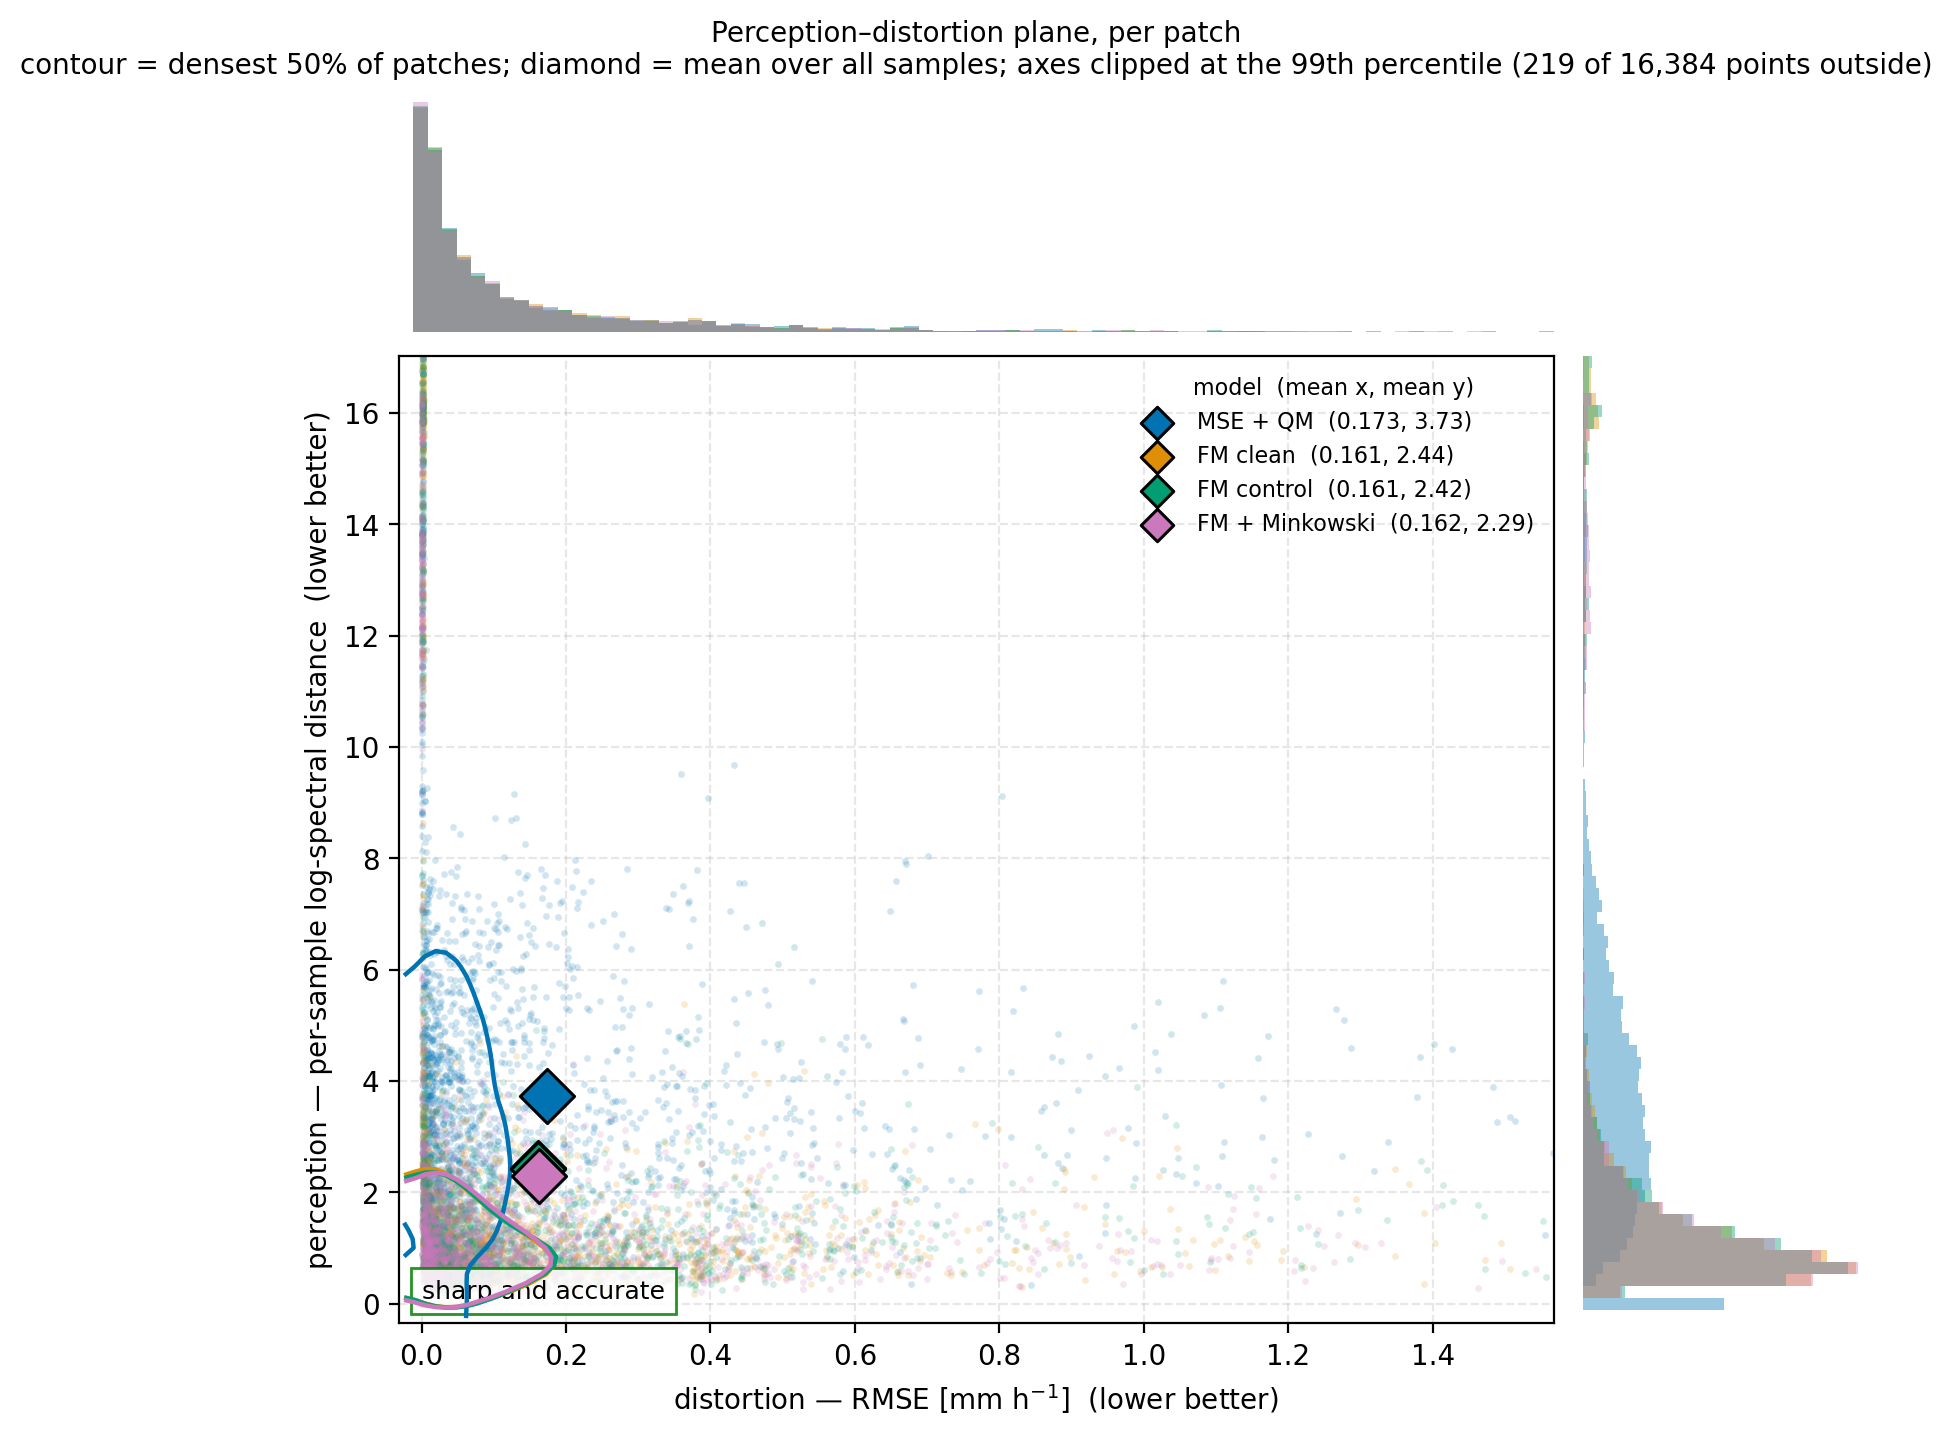 Perception–distortion plane, per patch
contour = densest 50% of patches; diamond = mean over all samples; axes clipped at the 99th percentile (219 of 16,384 points outside)
model (mean x, mean y)
MSE + QM (0.173, 3.73)
FM clean (0.161, 2.44)
FM control (0.161, 2.42)
FM + Minkowski (0.162, 2.29)
perception — per-sample log-spectral distance (lower better)
16
14
12
10
8
6
4
2
0
sharp and accurate
0.0 0.2 0.4 0.6 0.8 1.0 1.2 1.4
distortion — RMSE [mm h⁻¹] (lower better)